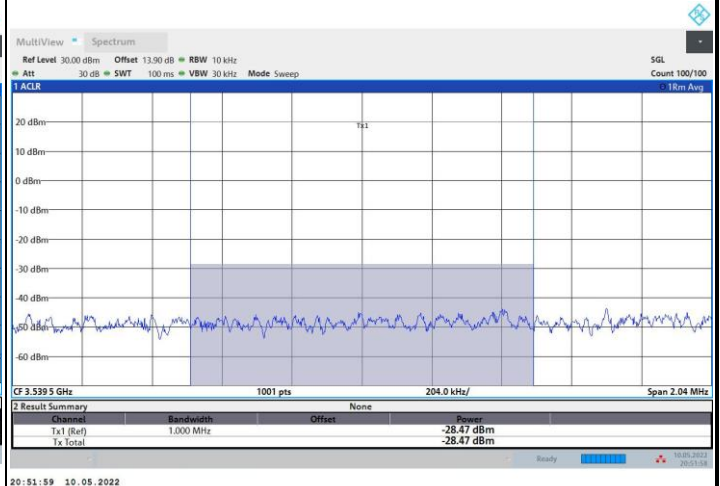 MultiView Spectrum
Ref Level 30.00 dBm Offset 13.90 dB RBW 10 kHz SGL
Att 30 dB SWT 100 ms VBW 30 kHz Mode Sweep Count 100/100
1 ACLR 1Rm Avg
Tx1
20 dBm
10 dBm
0 dBm
-10 dBm
-20 dBm
-30 dBm
-40 dBm
-50 dBm
-60 dBm
CF 3.539 5 GHz 1001 pts 204.0 kHz/ Span 2.04 MHz
2 Result Summary None
Channel Bandwidth Offset Power
Tx1 (Ref) 1.000 MHz -28.47 dBm
Tx Total -28.47 dBm
Ready 10.05.2022
20:51:58
20:51:59 10.05.2022